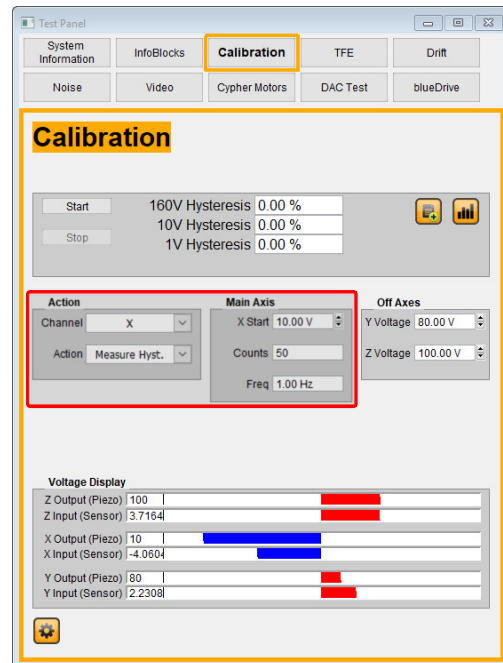 Test Panel
System Information
InfoBlocks
Calibration
TFE
Drift
Noise
Video
Cypher Motors
DAC Test
blueDrive
Calibration
Start
160V Hysteresis 0.00 %
10V Hysteresis 0.00 %
Stop
1V Hysteresis 0.00 %
Action
Channel X
Action Measure Hyst.
Main Axis
X Start 10.00 V
Counts 50
Freq 1.00 Hz
Off Axes
Y Voltage 80.00 V
Z Voltage 100.00 V
Voltage Display
Z Output (Piezo) 100
Z Input (Sensor) 3.7164
X Output (Piezo) 10
X Input (Sensor) -4.0604
Y Output (Piezo) 80
Y Input (Sensor) 2.2308